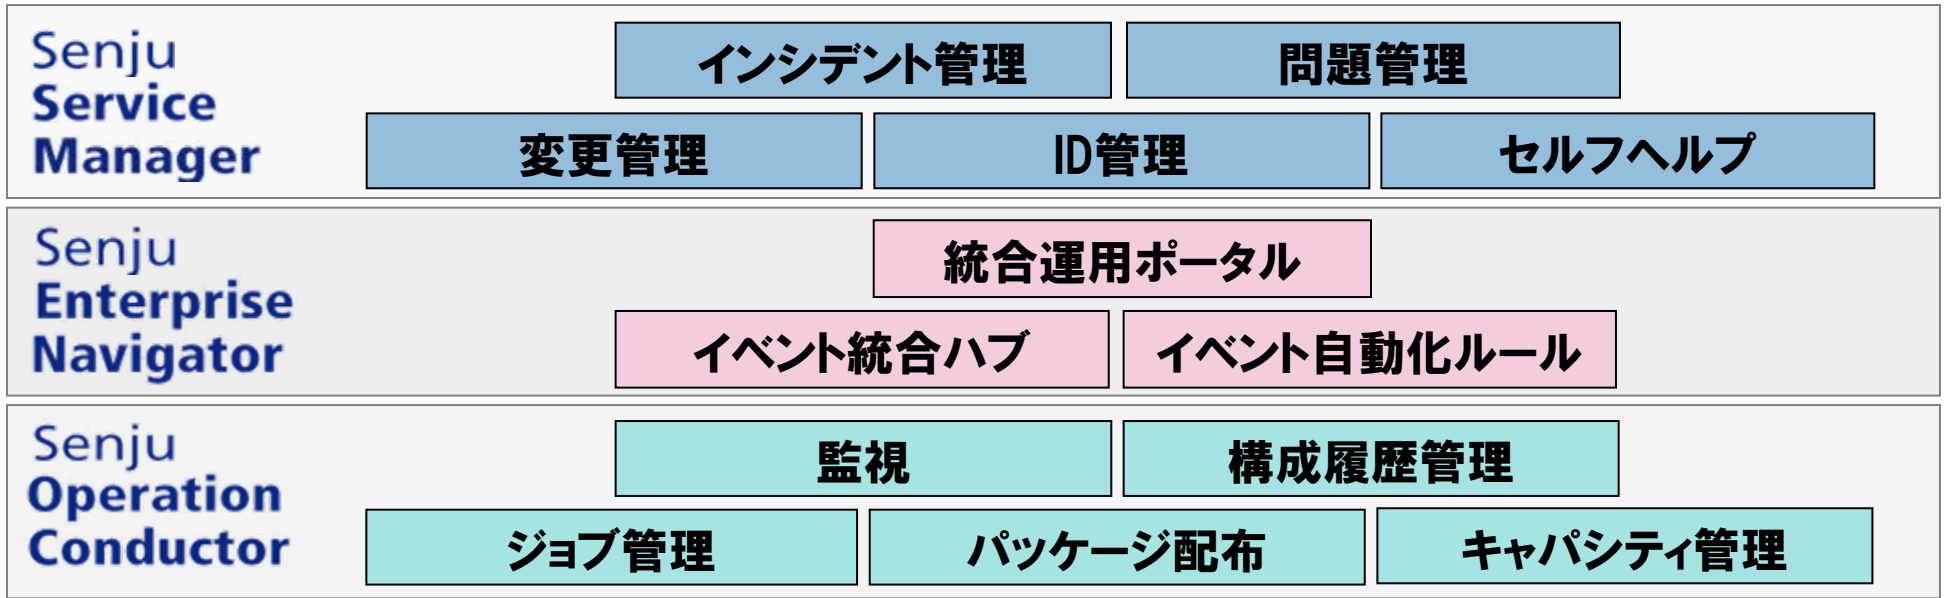 Senju
Service
Manager
インシデント管理
問題管理
変更管理
ID管理
セルフヘルプ
Senju
Enterprise
Navigator
統合運用ポータル
イベント統合ハブ
イベント自動化ルール
Senju
Operation
Conductor
監視
構成履歴管理
ジョブ管理
パッケージ配布
キャパシティ管理